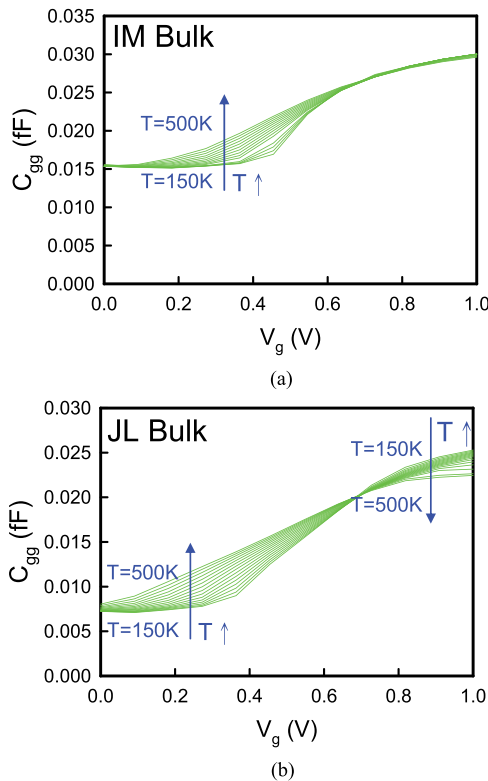 IM Bulk
0.035
0.030
0.025
0.020
0.015
0.010
0.005
0.000
C_gg (fF)
T=500K
T=150K T ↑
0.0 0.2 0.4 0.6 0.8 1.0
V_g (V)
(a)
JL Bulk
0.030
0.025
0.020
0.015
0.010
0.005
0.000
C_gg (fF)
T ↑
T=150K
T=500K
T=500K
T=150K T ↑
0.0 0.2 0.4 0.6 0.8 1.0
V_g (V)
(b)